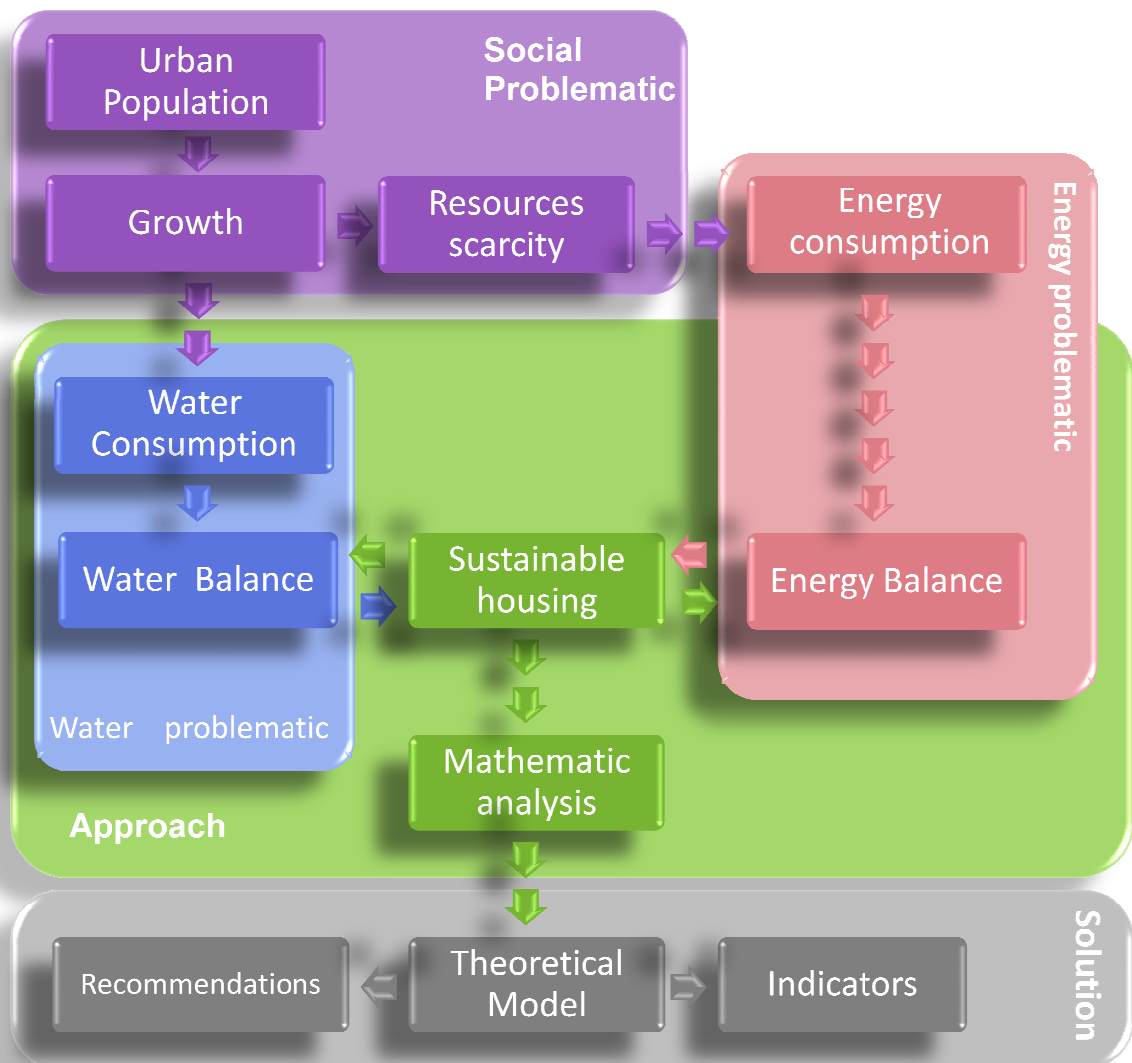 Urban
Population
Social
Problematic
Growth
Resources
scarcity
Energy
consumption
Energy problematic
Water
Consumption
Water Balance
Sustainable
housing
Energy Balance
Water problematic
Mathematic
analysis
Approach
Solution
Recommendations
Theoretical
Model
Indicators